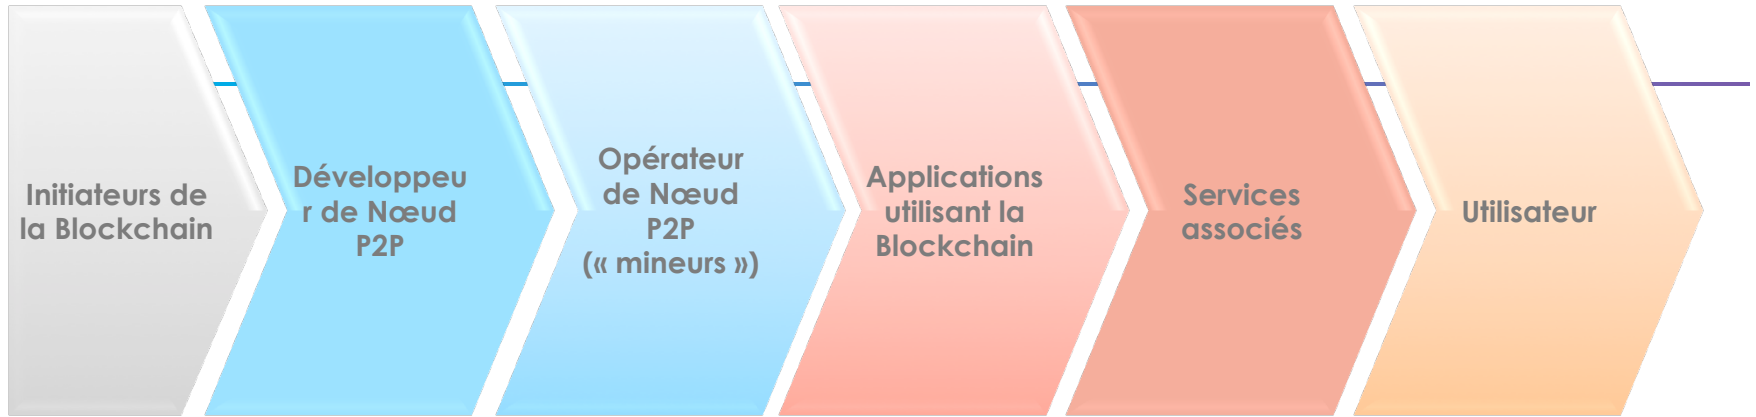 Initiateurs de
la Blockchain
Développeu
r de Nœud
P2P
Opérateur
de Nœud
P2P
(« mineurs »)
Applications
utilisant la
Blockchain
Services
associés
Utilisateur